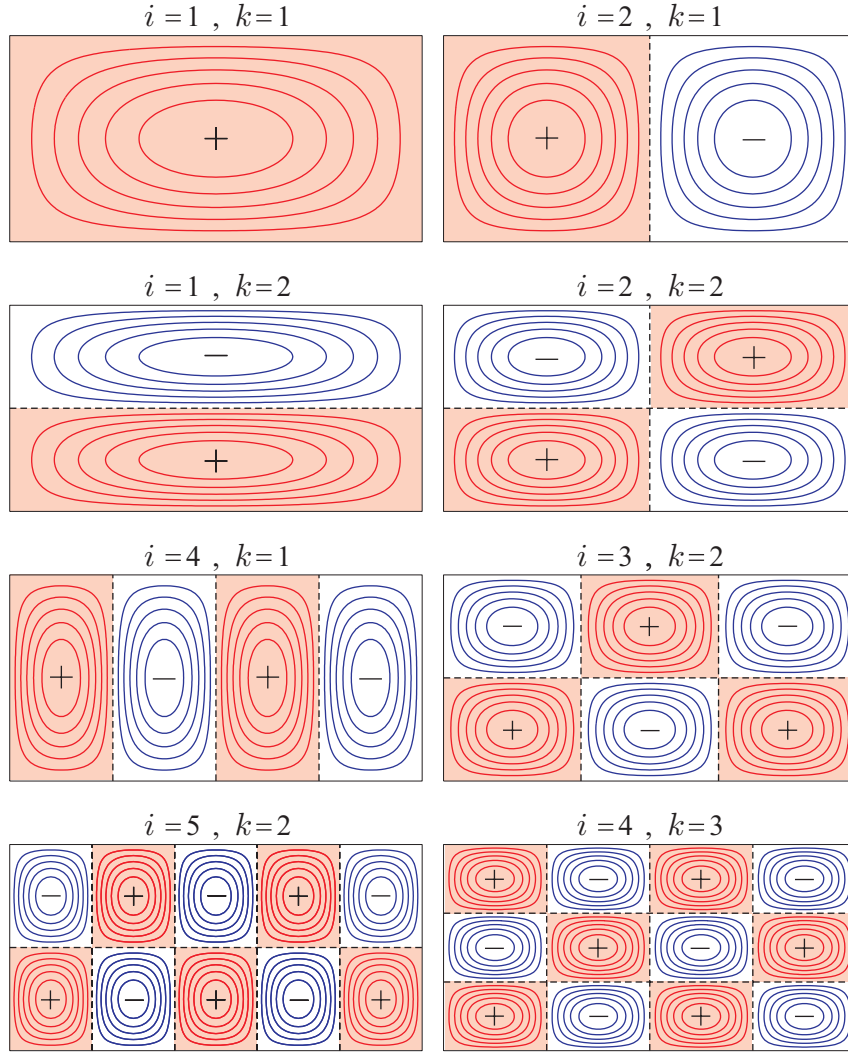 i=1 , k=1
i=2 , k=1
+
+ −
i=1 , k=2
i=2 , k=2
−
− +
+
+ −
i=4 , k=1
i=3 , k=2
+ − + −
− + −
+ − +
i=5 , k=2
i=4 , k=3
− + − + −
+ − + − +
+ − + −
− + − +
+ − + −